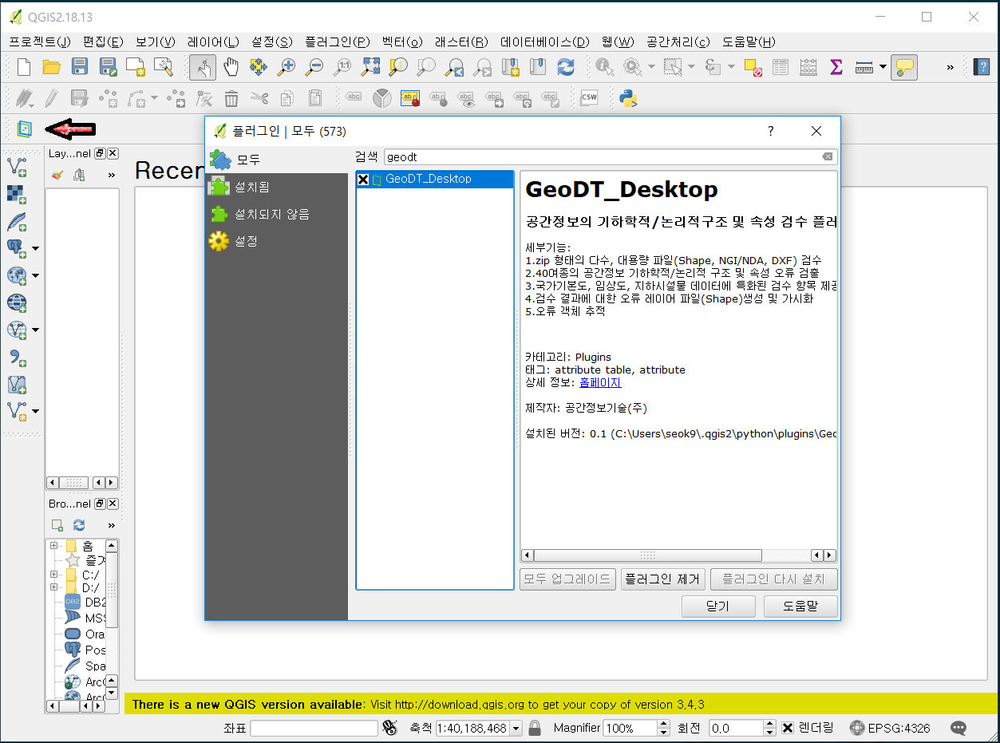 QGIS2.18.13
프로젝트(J) 편집(E) 보기(V) 레이어(L) 설정(S) 플러그인(P) 벡터(O) 래스터(R) 데이터베이스(D) 웹(W) 공간처리(C) 도움말(H)
1:1
»
?
abc
ab
ab
abc
abc
abc
abc
CSW
플러그인 | 모두 (573)
?
모두
설치됨
설치되지 않음
설정
검색
geodt
GeoDT_Desktop
GeoDT_Desktop
공간정보의 기하학적/논리적구조 및 속성 검수 플러
세부기능:
1.zip 형태의 다수, 대용량 파일(Shape, NGI/NDA, DXF) 검수
2.40여종의 공간정보 기하학적/논리적 구조 및 속성 오류 검출
3.국가기본도, 임상도, 지하시설물 데이터에 특화된 검수 항목 제공
4.검수 결과에 대한 오류 레이어 파일(Shape)생성 및 가시화
5.오류 객체 추적
카테고리: Plugins
태그: attribute table, attribute
상세 정보: 홈페이지
제작자: 공간정보기술(주)
설치된 버전: 0.1 (C:\Users\seok9\.qgis2\python\plugins\Geo
모두 업그레이드
플러그인 제거
플러그인 다시 설치
닫기
도움말
Lay...nel
»
Recen
Bro...nel
»
홈
즐겨
C:/
D:/
DB2
DB2
MSS
Ora
Pos
Spa
Arc
Arc
There is a new QGIS version available: Visit http://download.qgis.org to get your copy of version 3.4.3
좌표
축척 1:40,188,468
Magnifier 100%
회전 0.0
렌더링
EPSG:4326